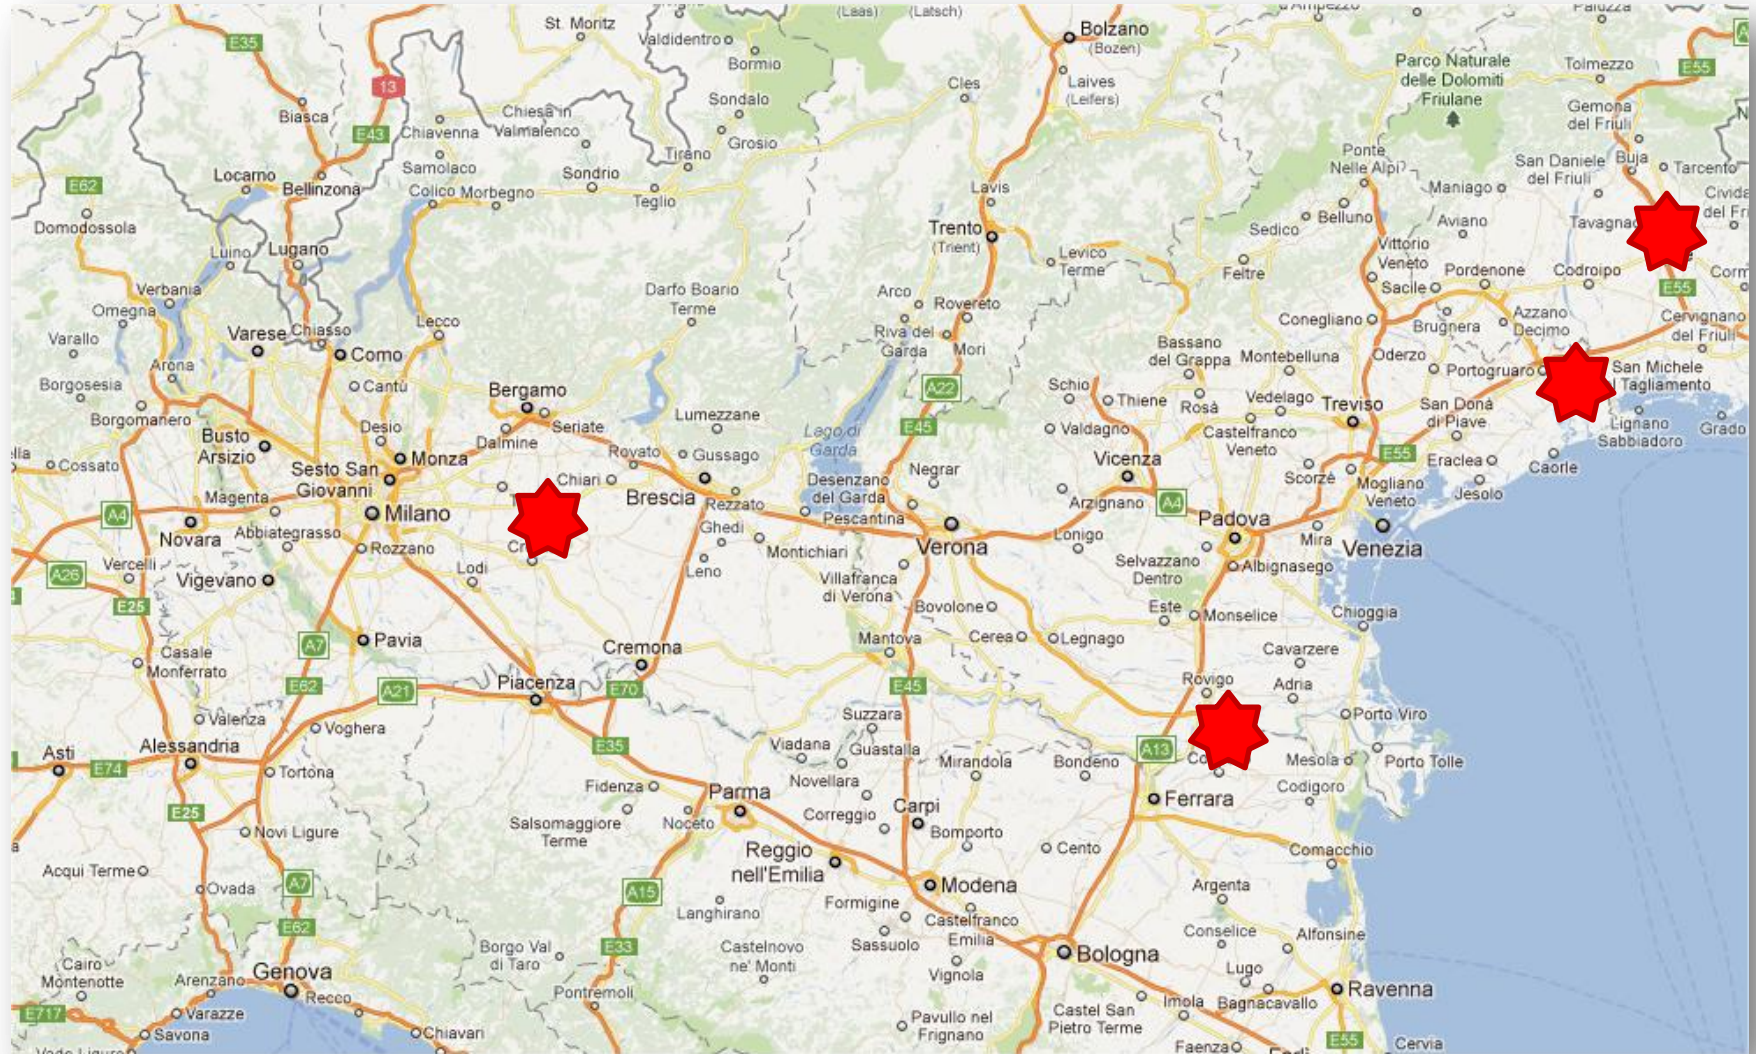 (Laas)
(Latsch)
E35
St. Moritz
Valdidentro
Bormio
Bolzano
(Bozen)
Laives
(Leifers)
Parco Naturale
delle Dolomiti
Friulane
Tolmezzo
E55
13
Biasca
E43
Chiavenna
Chiesa in
Valmalenco
Sondalo
Grosio
Cles
Gemona
del Friuli
Locarno
Bellinzona
Samolaco
Colico
Morbegno
Sondrio
Tirano
Teglio
Lavis
Ponte
Nelle Alpi
San Daniele
del Friuli
Buja
Tarcento
E62
Domodossola
Luino
Lugano
Trento
(Trient)
Levico
Terme
Belluno
Sedico
Maniago
Aviano
Feltre
Vittorio
Veneto
Sacile
Pordenone
Codroipo
E55
Verbania
Omegna
Varallo
Varese
Chiasso
Como
Lecco
Darfo Boario
Terme
Arco
Rovereto
Riva del
Garda
Mori
Conegliano
Brugnera
Azzano
Decimo
Cervignano
del Friuli
Arona
Borgosesia
Borgomanero
Cantù
Bergamo
Seriate
Dalmine
Lumezzane
A22
Schio
Thiene
Bassano
del Grappa
Rosà
Montebelluna
Vedelago
Oderzo
Portogruaro
San Michele
Tagliamento
Busto
Arsizio
Desio
Monza
Rovato
Gussago
Lago di
Garda
E45
Valdagno
Castelfranco
Veneto
Treviso
San Donà
di Piave
Lignano
Sabbiadoro
Grado
Cossato
Sesto San
Giovanni
Chiari
Brescia
Rezzato
Desenzano
del Garda
Negrar
Vicenza
Arzignano
A4
Scorzè
E55
Mogliano
Veneto
Eraclea
Jesolo
Caorle
A4
Magenta
Novara
Abbiategrasso
Milano
Rozzano
Ghedi
Montichiari
Pescantina
Verona
Lonigo
Padova
Mira
Venezia
A26
Vercelli
Vigevano
Lodi
Leno
Villafranca
di Verona
Selvazzano
Dentro
Albignasego
E25
Pavia
A7
Bovolone
Este
Monselice
Chioggia
Casale
Monferrato
Cremona
Mantova
Cerea
Legnago
Cavarzere
E62
A21
Piacenza
E70
E45
Rovigo
Adria
Valenza
Voghera
Suzzara
Porto Viro
Asti
E74
Alessandria
Tortona
E35
Viadana
Guastalla
Mirandola
A13
Bondeno
Mesola
Porto Tolle
E25
Fidenza
Parma
Novellara
Ferrara
Codigoro
Novi Ligure
Salsomaggiore
Terme
Noceto
Correggio
Carpi
Bomporto
Acqui Terme
Ovada
A7
Reggio
nell'Emilia
Cento
Comacchio
A15
Modena
Argenta
Langhirano
Formigine
Castelfranco
Emilia
E62
Borgo Val
di Taro
E33
Castelnovo
ne' Monti
Sassuolo
Vignola
Bologna
Conselice
Alfonsine
Cairo
Montenotte
Arenzano
Genova
Recco
Pontremoli
Lugo
Ravenna
E717
Varazze
Savona
Chiavari
Pavullo nel
Frignano
Castel San
Pietro Terme
Imola
Bagnacavallo
Faenza
E55
Cervia